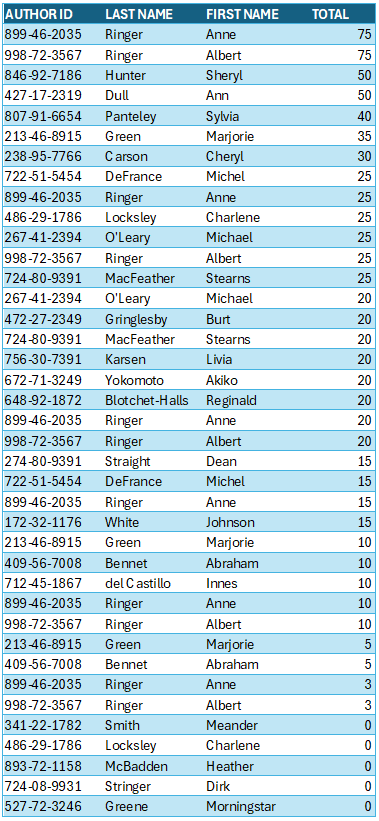 AUTHOR ID LAST NAME FIRST NAME TOTAL
899-46-2035 Ringer Anne 75
998-72-3567 Ringer Albert 75
846-92-7186 Hunter Sheryl 50
427-17-2319 Dull Ann 50
807-91-6654 Panteley Sylvia 40
213-46-8915 Green Marjorie 35
238-95-7766 Carson Cheryl 30
722-51-5454 DeFrance Michel 25
899-46-2035 Ringer Anne 25
486-29-1786 Locksley Charlene 25
267-41-2394 O'Leary Michael 25
998-72-3567 Ringer Albert 25
724-80-9391 MacFeather Stearns 25
267-41-2394 O'Leary Michael 20
472-27-2349 Gringlesby Burt 20
724-80-9391 MacFeather Stearns 20
756-30-7391 Karsen Livia 20
672-71-3249 Yokomoto Akiko 20
648-92-1872 Blotchet-Halls Reginald 20
899-46-2035 Ringer Anne 20
998-72-3567 Ringer Albert 20
274-80-9391 Straight Dean 15
722-51-5454 DeFrance Michel 15
899-46-2035 Ringer Anne 15
172-32-1176 White Johnson 15
213-46-8915 Green Marjorie 10
409-56-7008 Bennet Abraham 10
712-45-1867 del Castillo Innes 10
899-46-2035 Ringer Anne 10
998-72-3567 Ringer Albert 10
213-46-8915 Green Marjorie 5
409-56-7008 Bennet Abraham 5
899-46-2035 Ringer Anne 3
998-72-3567 Ringer Albert 3
341-22-1782 Smith Meander 0
486-29-1786 Locksley Charlene 0
893-72-1158 McBadden Heather 0
724-08-9931 Stringer Dirk 0
527-72-3246 Greene Morningstar 0